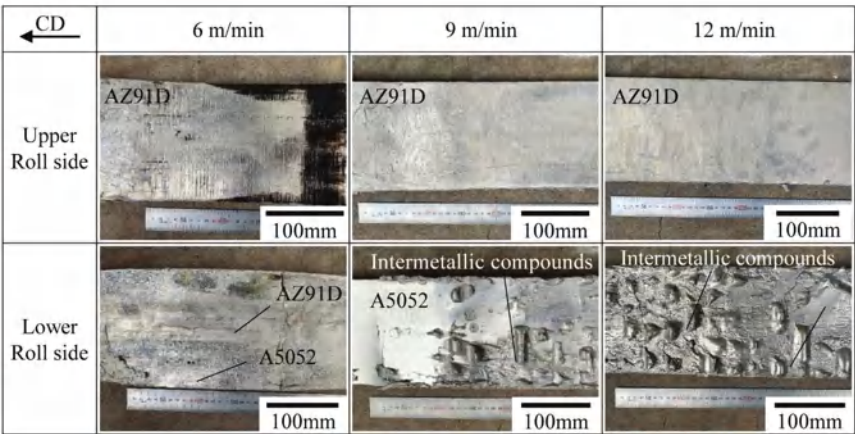 CD
6 m/min
9 m/min
12 m/min
Upper
Roll side
AZ91D
100mm
AZ91D
100mm
AZ91D
100mm
Lower
Roll side
AZ91D
A5052
100mm
Intermetallic compounds
A5052
100mm
Intermetallic compounds
100mm